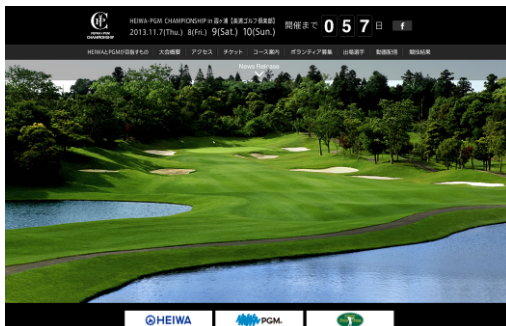 HEIWA・PGM CHAMPIONSHIP
HEIWA・PGM CHAMPIONSHIP in 霞ヶ浦【美浦ゴルフ倶楽部】
2013.11.7(Thu.) 8(Fri.) 9(Sat.) 10(Sun.)
開催まで 057 日
f
HEIWAとPGMが目指すもの 大会概要 アクセス チケット コース案内 ボランティア募集 出場選手 動画配信 競技結果
News Release
HEIWA
PGM